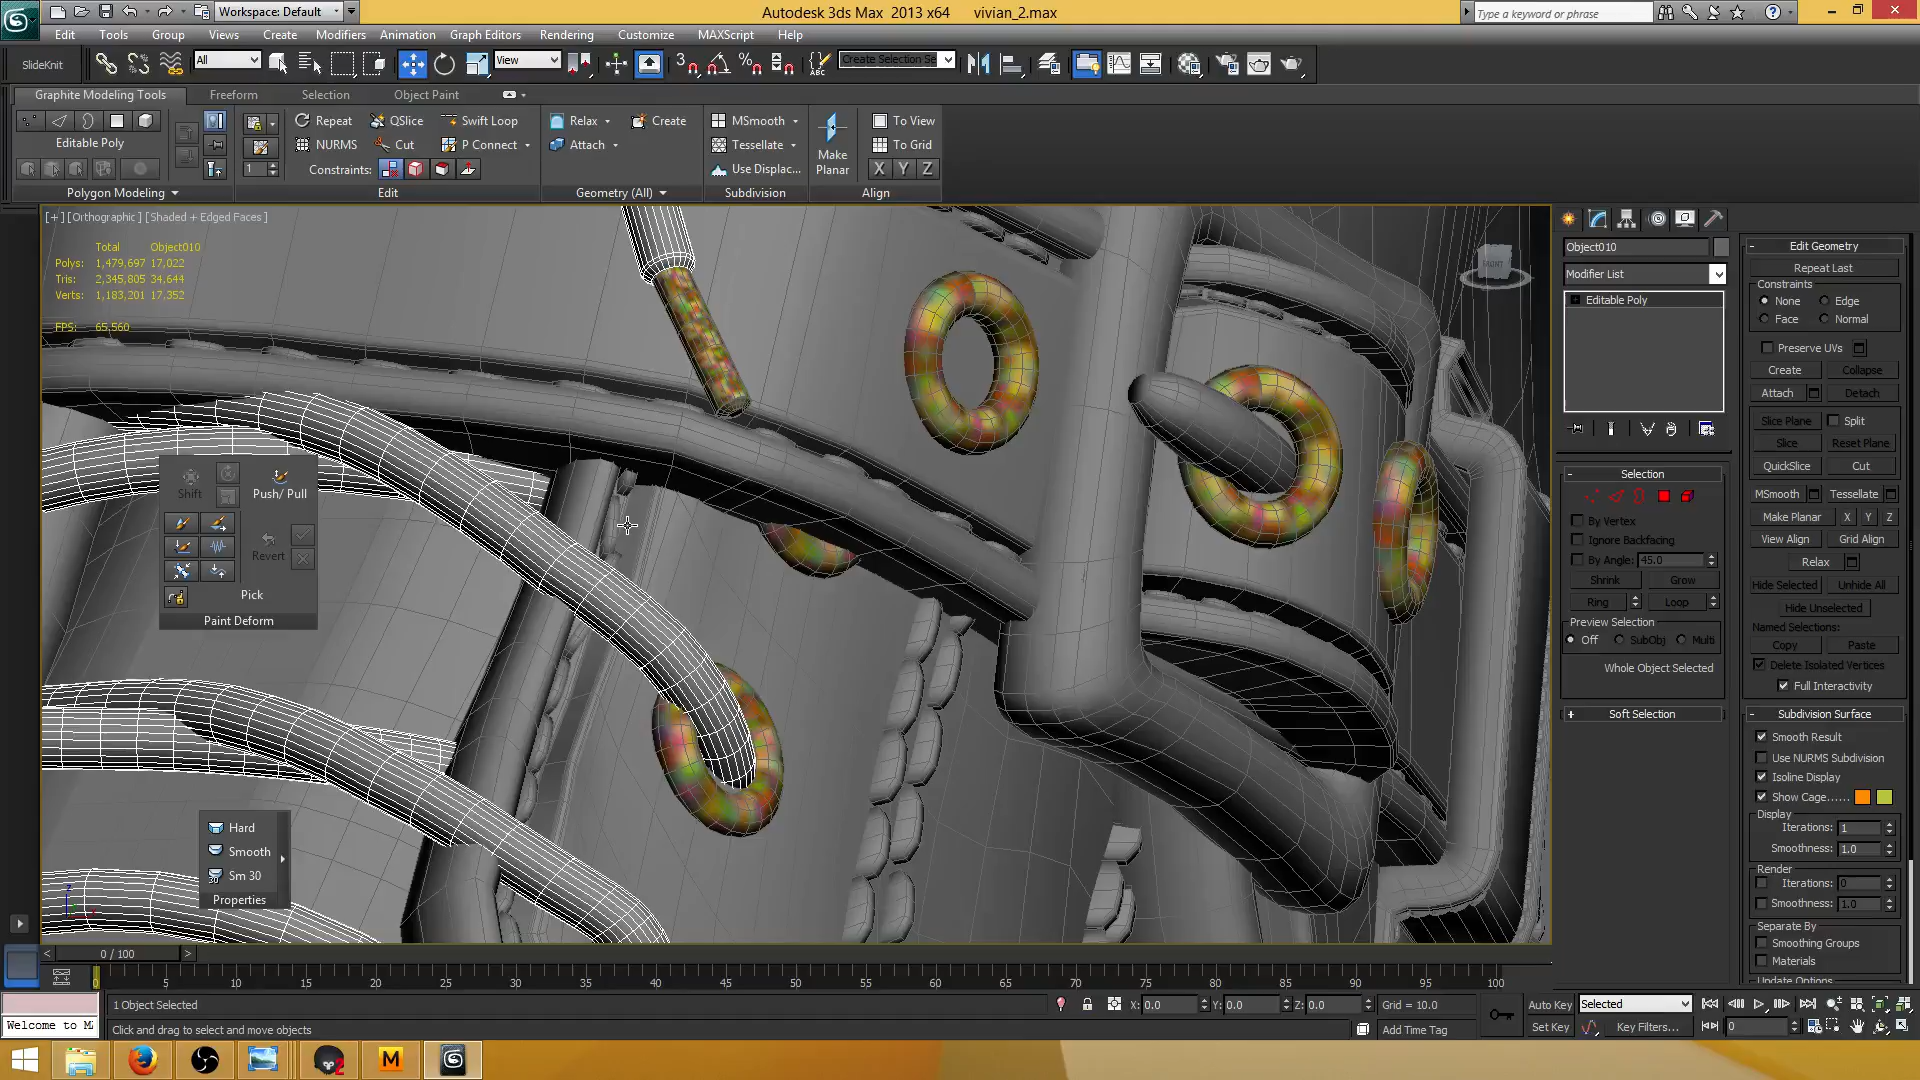 Workspace: Default
Autodesk 3ds Max 2013 x64 vivian_2.max
Type a keyword or phrase
Edit Tools Group Views Create Modifiers Animation Graph Editors Rendering Customize MAXScript Help
SlideKnit
All
View
3
Create Selection Se
ABC
Graphite Modeling Tools Freeform Selection Object Paint
Repeat QSlice Swift Loop Relax Create MSmooth To View
Editable Poly
NURMS Cut P Connect Attach Tessellate Make Planar To Grid
1
Constraints: Use Displac... X Y Z
Polygon Modeling Edit Geometry (All) Subdivision Align
[+] [Orthographic] [Shaded + Edged Faces]
Total Object010
Polys: 1,479,697 17,022
Tris: 2,345,805 34,644
Verts: 1,183,201 17,352
FPS: 65,560
FRONT
Shift Push/ Pull
Revert
Pick
Paint Deform
Hard
Smooth
Sm 30
Properties
Object010
Modifier List
Editable Poly
Selection
By Vertex
Ignore Backfacing
By Angle: 45.0
Shrink Grow
Ring Loop
Preview Selection
Off SubObj Multi
Whole Object Selected
Soft Selection
Edit Geometry
Repeat Last
Constraints
None Edge
Face Normal
Preserve UVs
Create Collapse
Attach Detach
Slice Plane Split
Slice Reset Plane
QuickSlice Cut
MSmooth Tessellate
Make Planar X Y Z
View Align Grid Align
Relax
Hide Selected Unhide All
Hide Unselected
Named Selections:
Copy Paste
Delete Isolated Vertices
Full Interactivity
Subdivision Surface
Smooth Result
Use NURMS Subdivision
Isoline Display
Show Cage......
Display
Iterations: 1
Smoothness: 1.0
Render
Iterations: 0
Smoothness: 1.0
Separate By
Smoothing Groups
Materials
Update Options
0 / 100
0 5 10 15 20 25 30 35 40 45 50 55 60 65 70 75 80 85 90 95 100
1 Object Selected X: 0.0 Y: 0.0 Z: 0.0 Grid = 10.0 Auto Key Selected
Welcome to MA Click and drag to select and move objects Add Time Tag Set Key Key Filters... 0